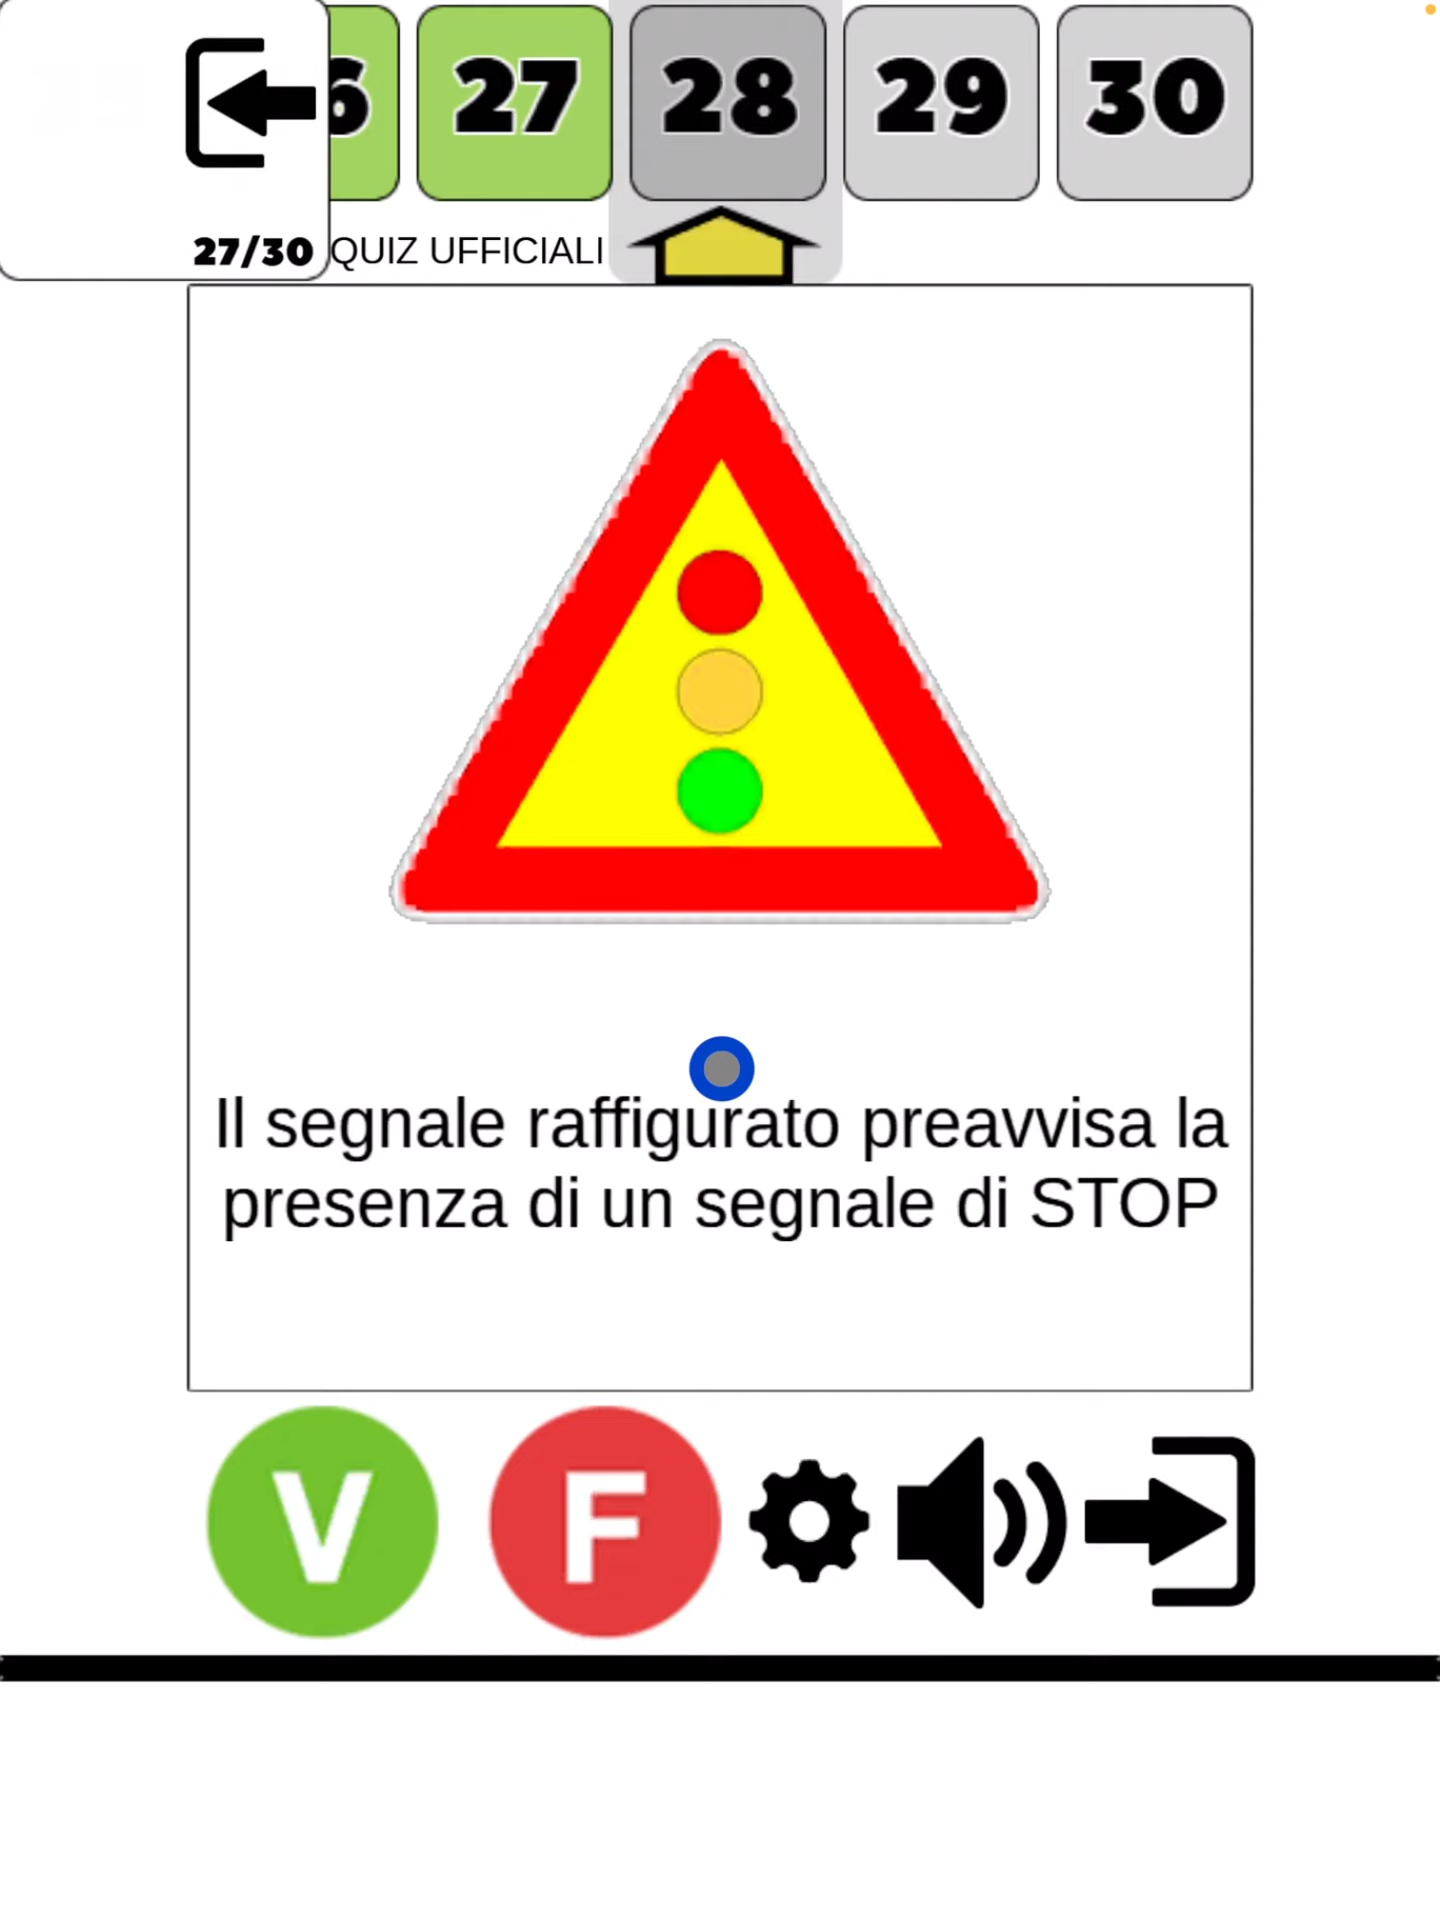 6 27 28 29 30
27/30 QUIZ UFFICIALI
Il segnale raffigurato preavvisa la
presenza di un segnale di STOP
V F